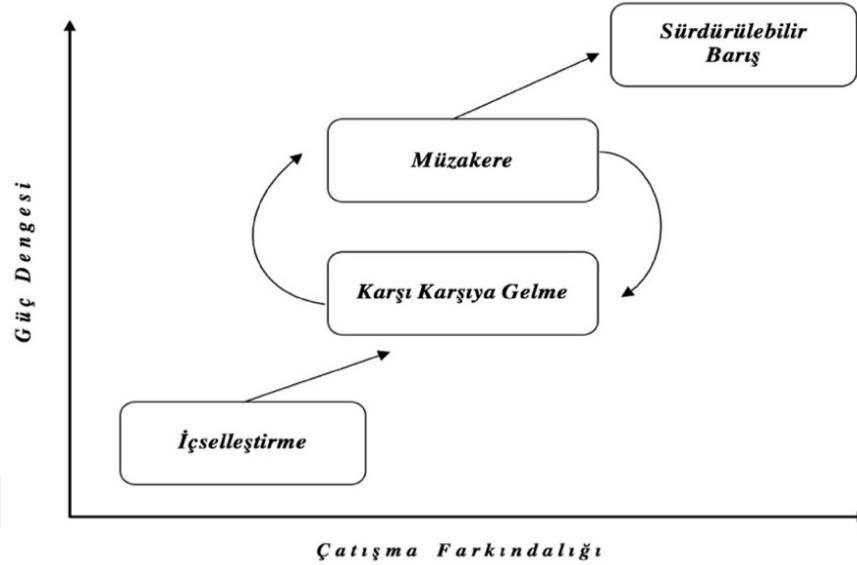 Sürdürülebilir
Barış
Müzakere
Güç Dengesi
Karşı Karşıya Gelme
İçselleştirme
Çatışma Farkındalığı